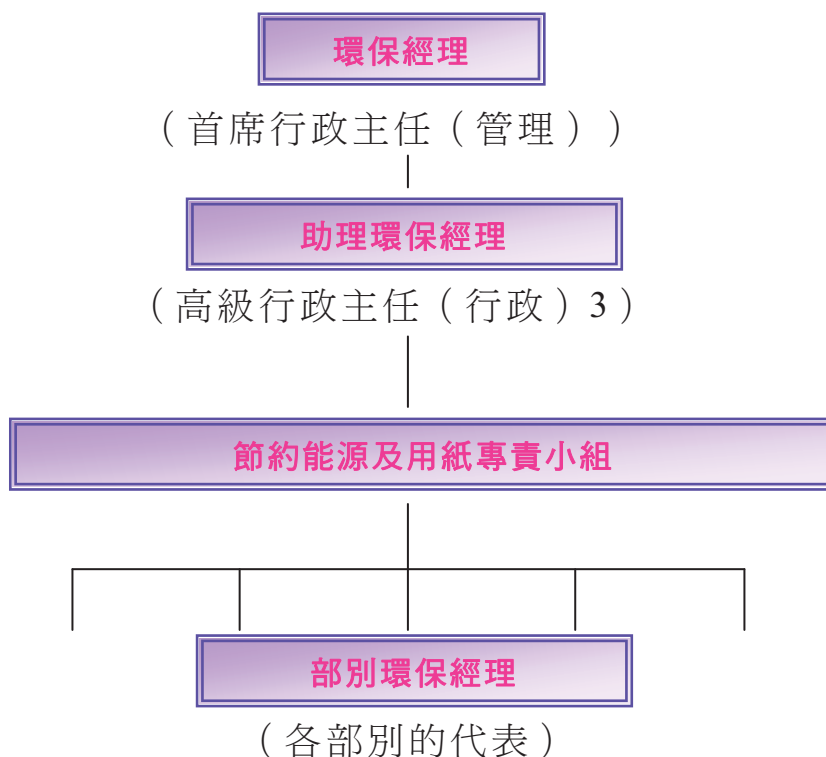 環保經理
（首席行政主任（管理））
助理環保經理
（高級行政主任（行政）3）
節約能源及用紙專責小組
部別環保經理
（各部別的代表）